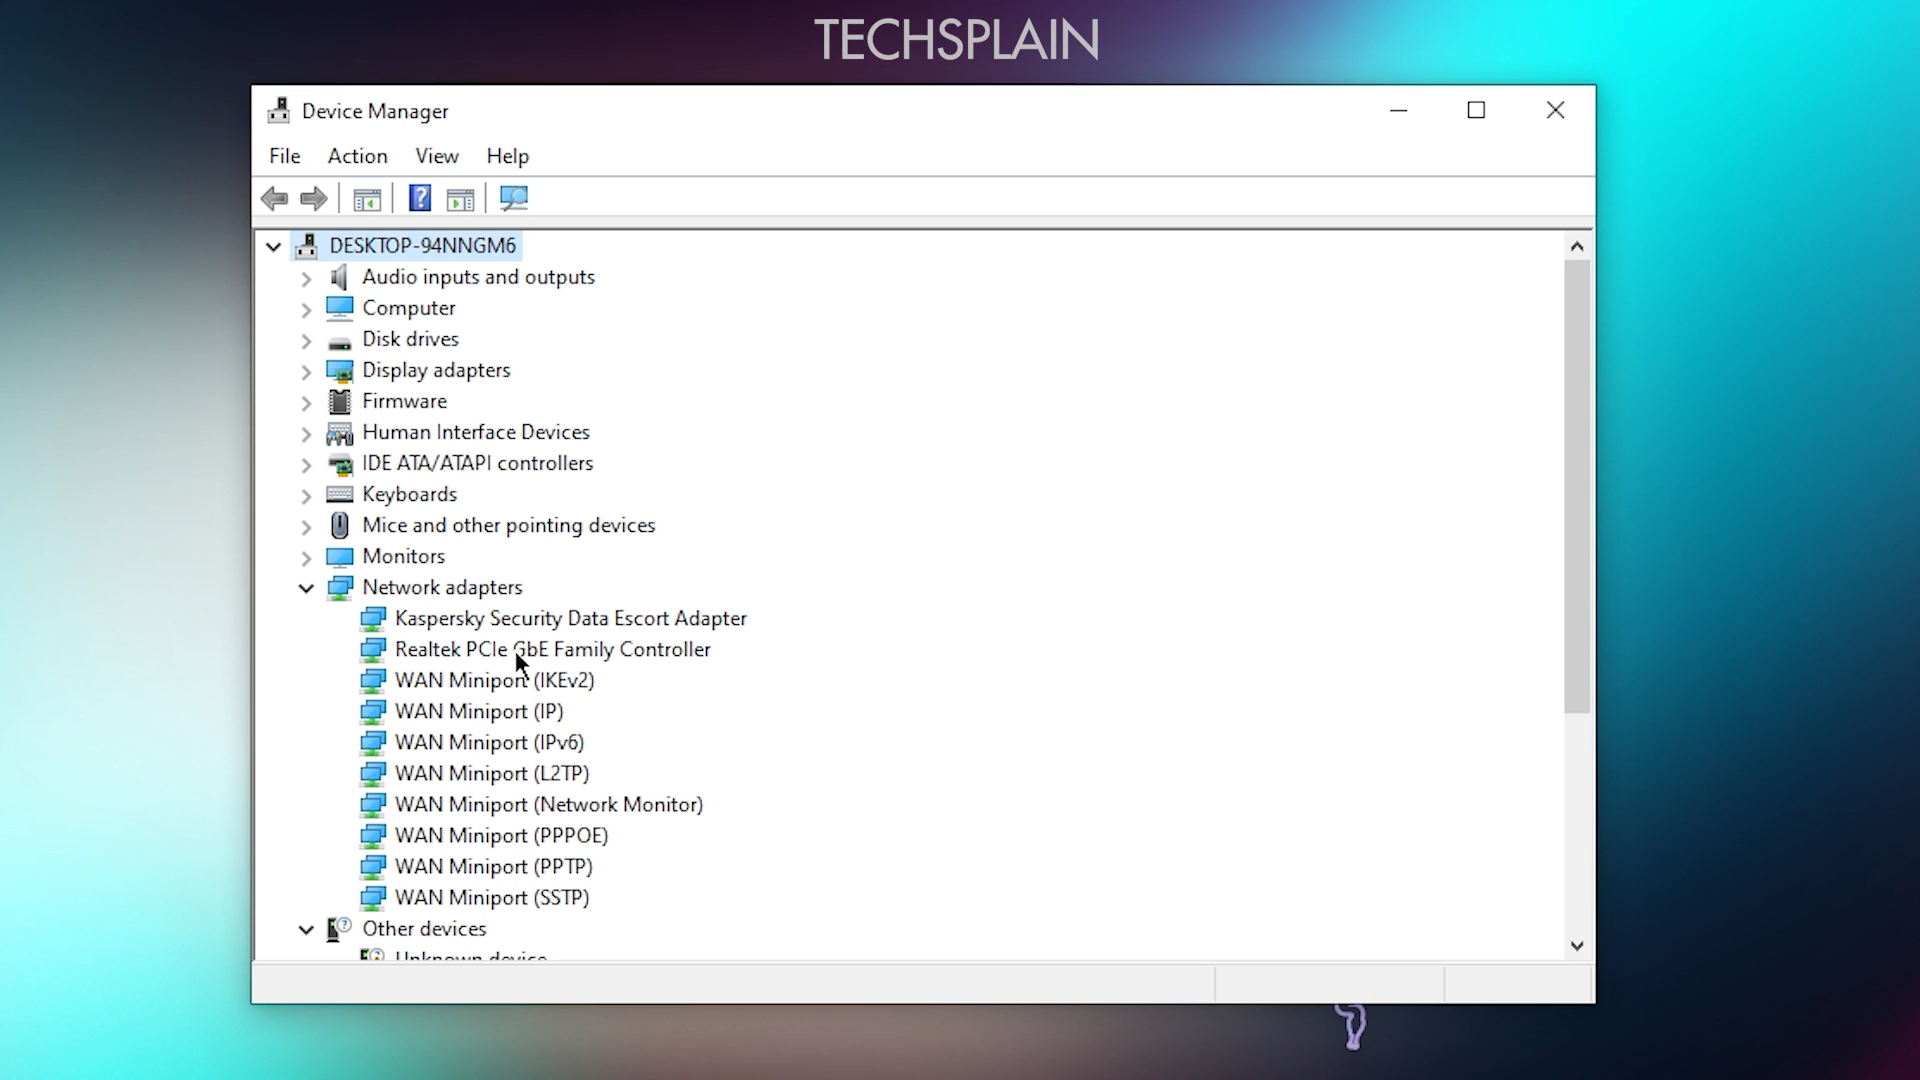 TECHSPLAIN
Device Manager
File Action View Help
DESKTOP-94NNGM6
Audio inputs and outputs
Computer
Disk drives
Display adapters
Firmware
Human Interface Devices
IDE ATA/ATAPI controllers
Keyboards
Mice and other pointing devices
Monitors
Network adapters
Kaspersky Security Data Escort Adapter
Realtek PCIe GbE Family Controller
WAN Miniport (IKEv2)
WAN Miniport (IP)
WAN Miniport (IPv6)
WAN Miniport (L2TP)
WAN Miniport (Network Monitor)
WAN Miniport (PPPOE)
WAN Miniport (PPTP)
WAN Miniport (SSTP)
Other devices
Unknown device